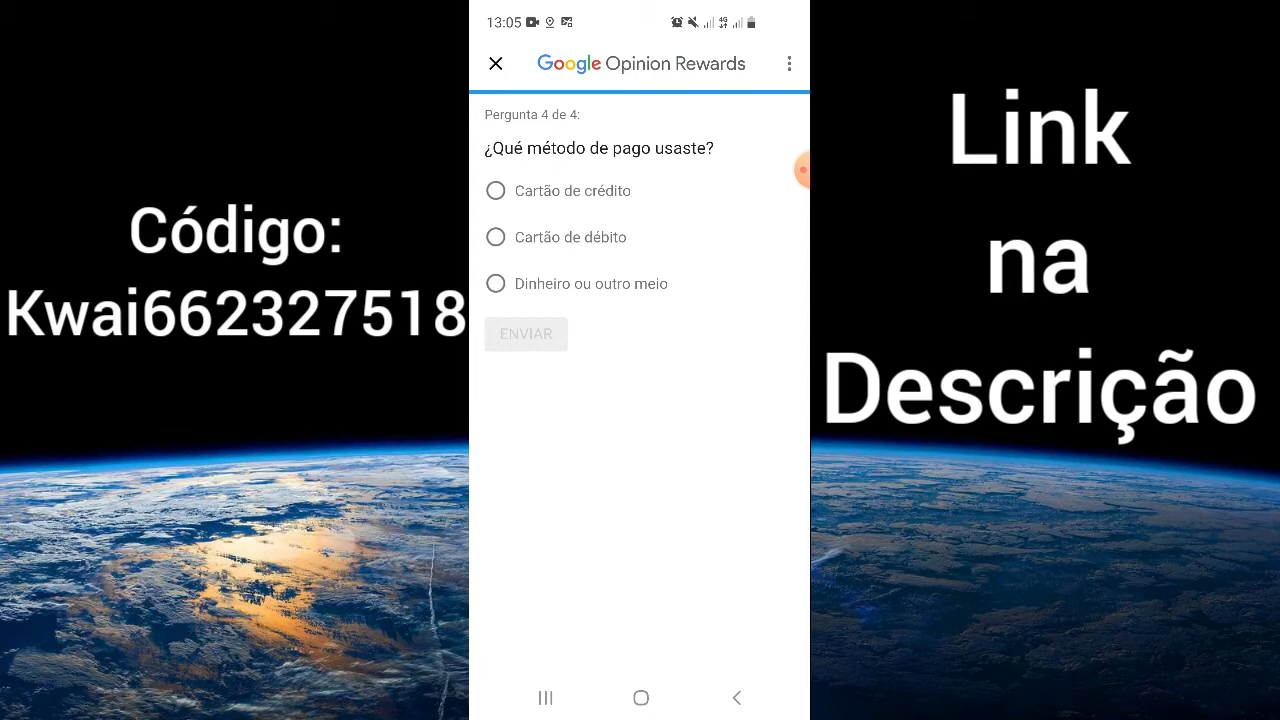 Código:
Kwai662327518
13:05
4G
Google Opinion Rewards
Pergunta 4 de 4:
¿Qué método de pago usaste?
Cartão de crédito
Cartão de débito
Dinheiro ou outro meio
ENVIAR
Link
na
Descrição